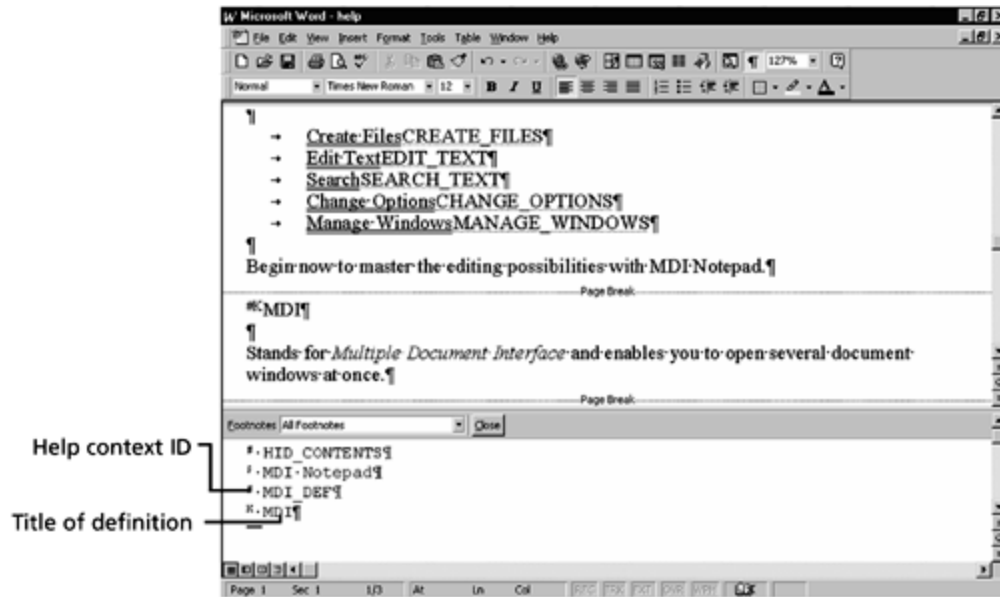 Microsoft Word - help
File Edit View Insert Format Tools Table Window Help
127%
Normal Times New Roman 12 B I U A
¶
→ Create·FilesCREATE_FILES¶
→ Edit·TextEDIT_TEXT¶
→ SearchSEARCH_TEXT¶
→ Change·OptionsCHANGE_OPTIONS¶
→ Manage·WindowsMANAGE_WINDOWS¶
¶
Begin·now·to·master·the·editing·possibilities·with·MDI·Notepad.¶
Page Break
#KMDI¶
¶
Stands·for·Multiple·Document·Interface·and·enables·you·to·open·several·document·
windows·at·once.¶
Page Break
Footnotes All Footnotes Close
#·HID_CONTENTS¶
·MDI·Notepad¶
Help context ID
#·MDI_DEF¶
Title of definition
K·MDI¶
Page 1 Sec 1 1/3 At Ln Col REC TRK EXT OVR WPH